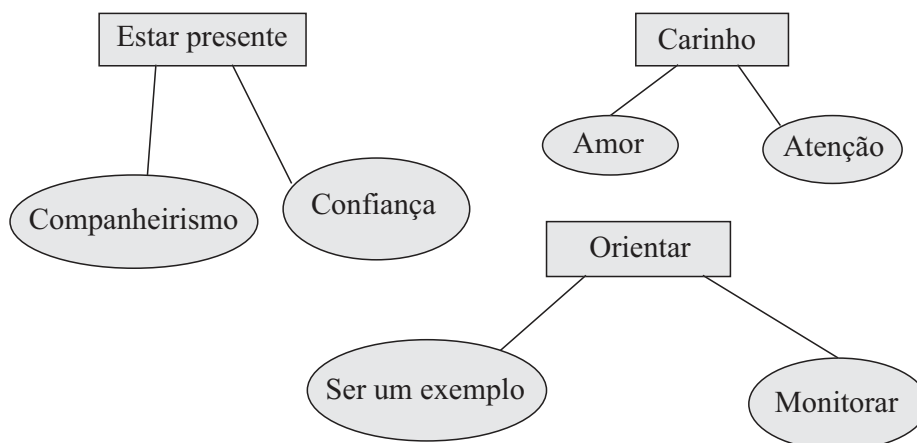 Estar presente
Companheirismo
Confiança
Carinho
Amor
Atenção
Orientar
Ser um exemplo
Monitorar